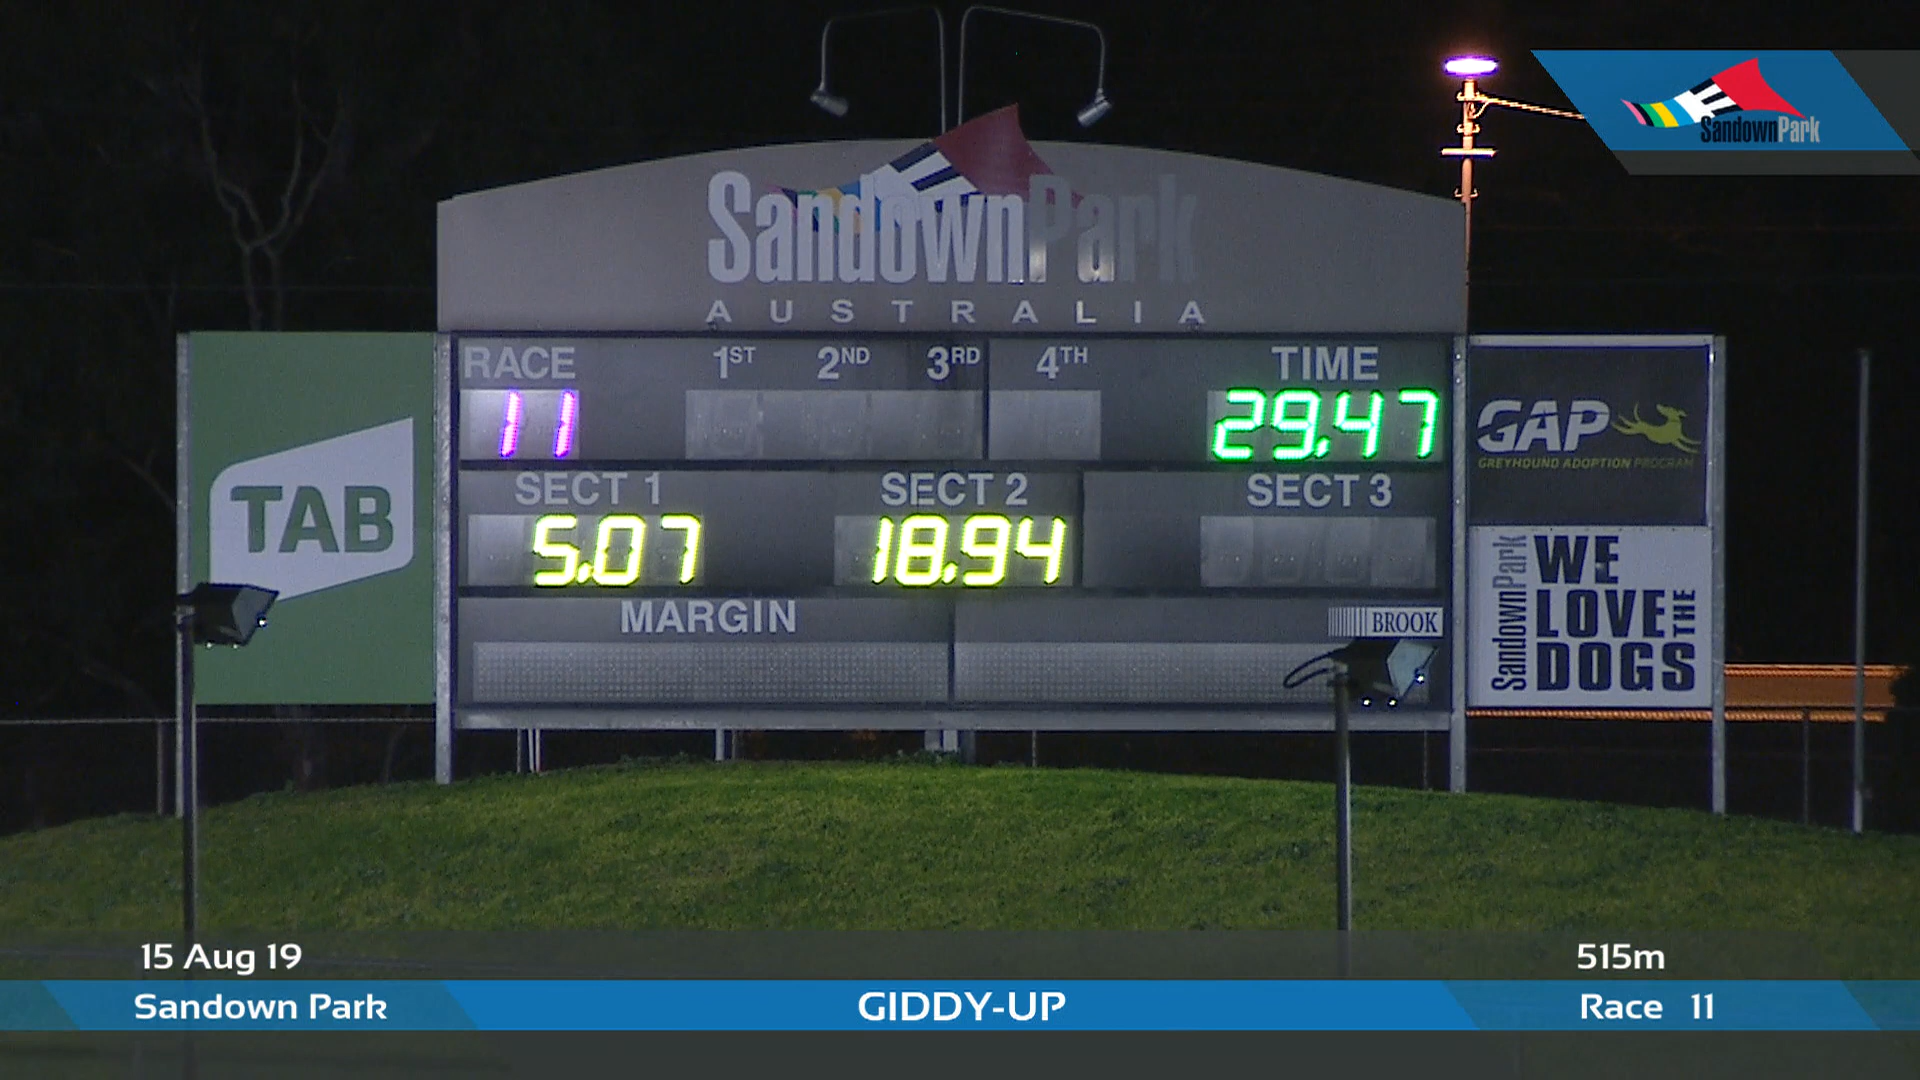 SandownPark
SandownPark
AUSTRALIA
RACE 1ST 2ND 3RD 4TH TIME
11 29.47
SECT 1 SECT 2 SECT 3
5.07 18.94
MARGIN
BROOK
TAB
GAP
GREYHOUND ADOPTION PROGRAM
SandownPark
WE
LOVE THE
DOGS
15 Aug 19 515m
Sandown Park GIDDY-UP Race 11